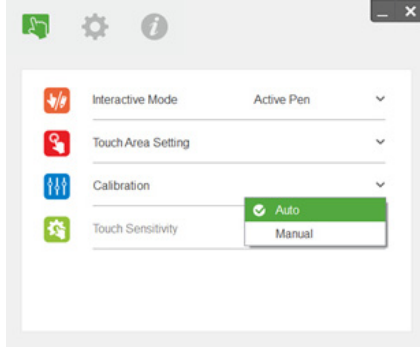 Interactive Mode Active Pen
Touch Area Setting
Calibration
Auto
Touch Sensitivity
Manual